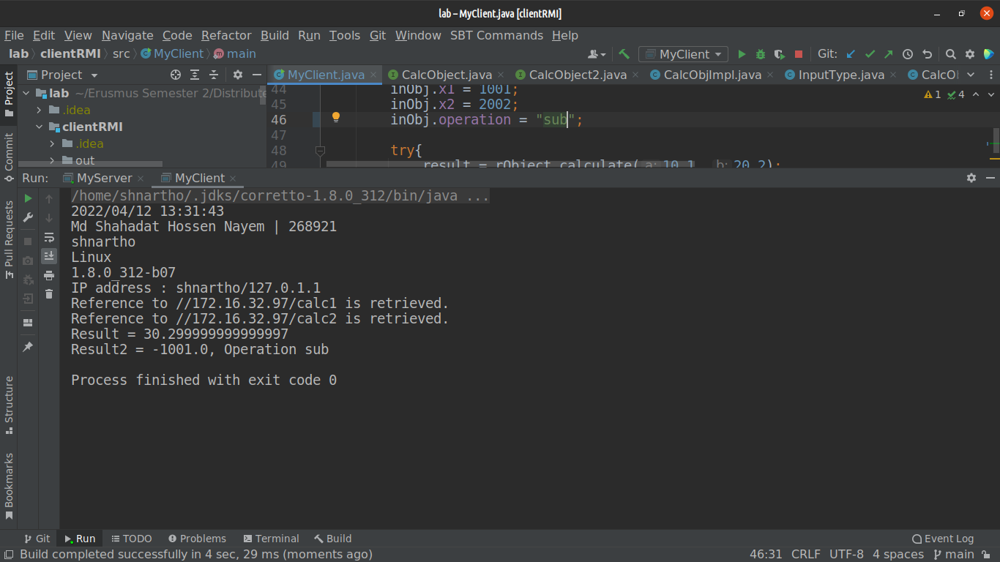 lab – MyClient.java [clientRMI]
File Edit View Navigate Code Refactor Build Run Tools Git Window SBT Commands Help
lab clientRMI src MyClient main MyClient Git:
Project MyClient.java CalcObject.java CalcObject2.java CalcObjImpl.java InputType.java CalcOl
lab ~/Erusmus Semester 2/Distribute
.idea
clientRMI
.idea
out
44 inObj.x1 = 1001;
45 inObj.x2 = 2002;
46 inObj.operation = "sub";
47
48 try{
49 result = rObject.calculate( a: 10.1, b: 20.2);
1 4
Project
Commit
Pull Requests
Structure
Bookmarks
Run: MyServer MyClient
/home/shnartho/.jdks/corretto-1.8.0_312/bin/java ...
2022/04/12 13:31:43
Md Shahadat Hossen Nayem | 268921
shnartho
Linux
1.8.0_312-b07
IP address : shnartho/127.0.1.1
Reference to //172.16.32.97/calc1 is retrieved.
Reference to //172.16.32.97/calc2 is retrieved.
Result = 30.299999999999997
Result2 = -1001.0, Operation sub
Process finished with exit code 0
Git Run TODO Problems Terminal Build Event Log
Build completed successfully in 4 sec, 29 ms (moments ago) 46:31 CRLF UTF-8 4 spaces main